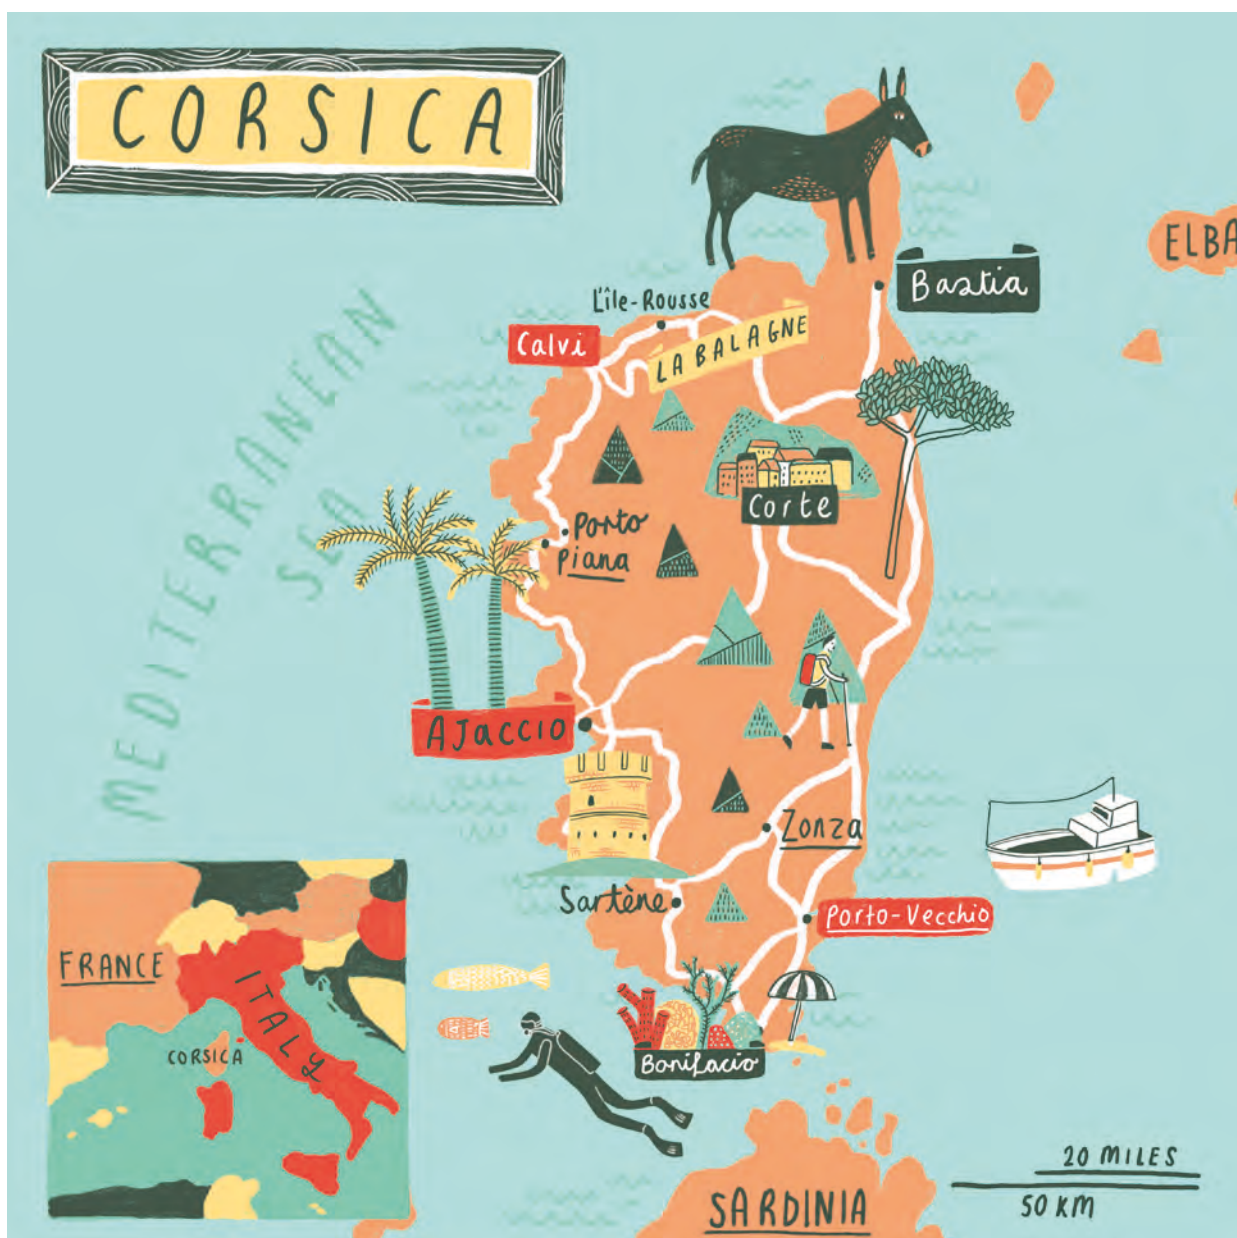 CORSICA
ELBA
Bastia
L'île-Rousse
Calvi
LA BALAGNE
MEDITERRANEAN
SEA
Corte
Porto
Piana
AJaccio
Zonza
Sartène
Porto-Vecchio
FRANCE
ITALY
CORSICA
Bonifacio
20 MILES
50 KM
SARDINIA